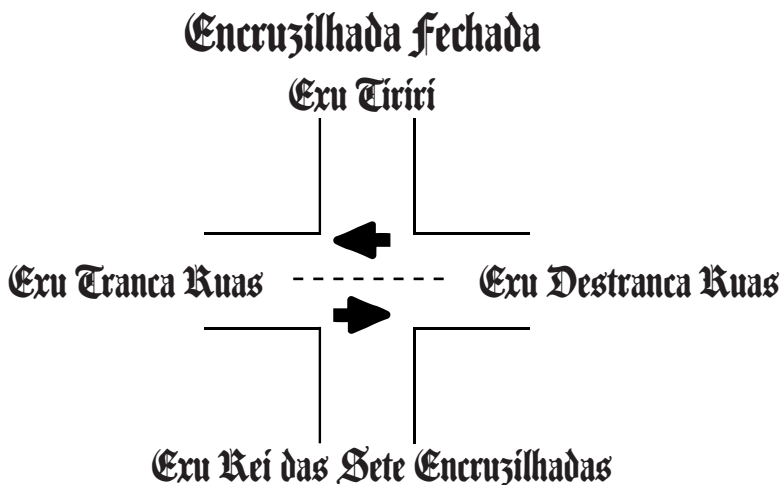 Encruzilhada Fechada
Exu Tiriri
Exu Tranca Ruas
Exu Destranca Ruas
Exu Rei das Sete Encruzilhadas